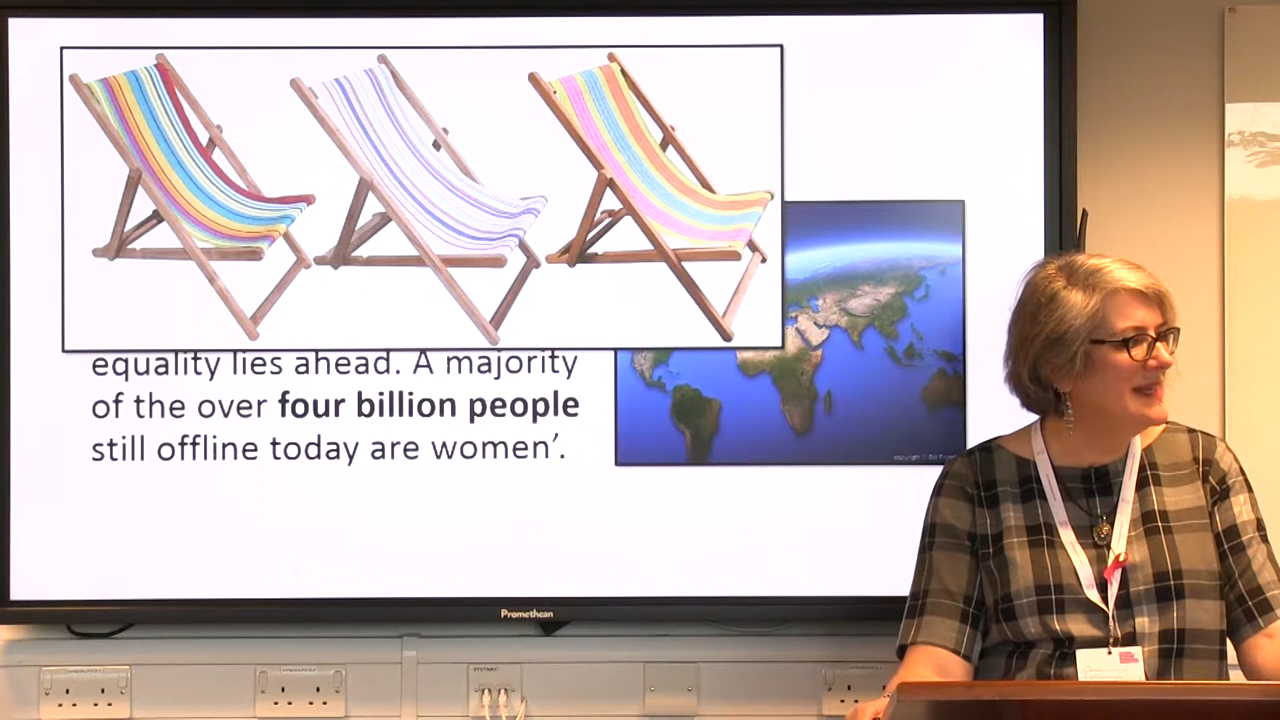 equality lies ahead. A majority
of the over four billion people
still offline today are women’.
Promethean